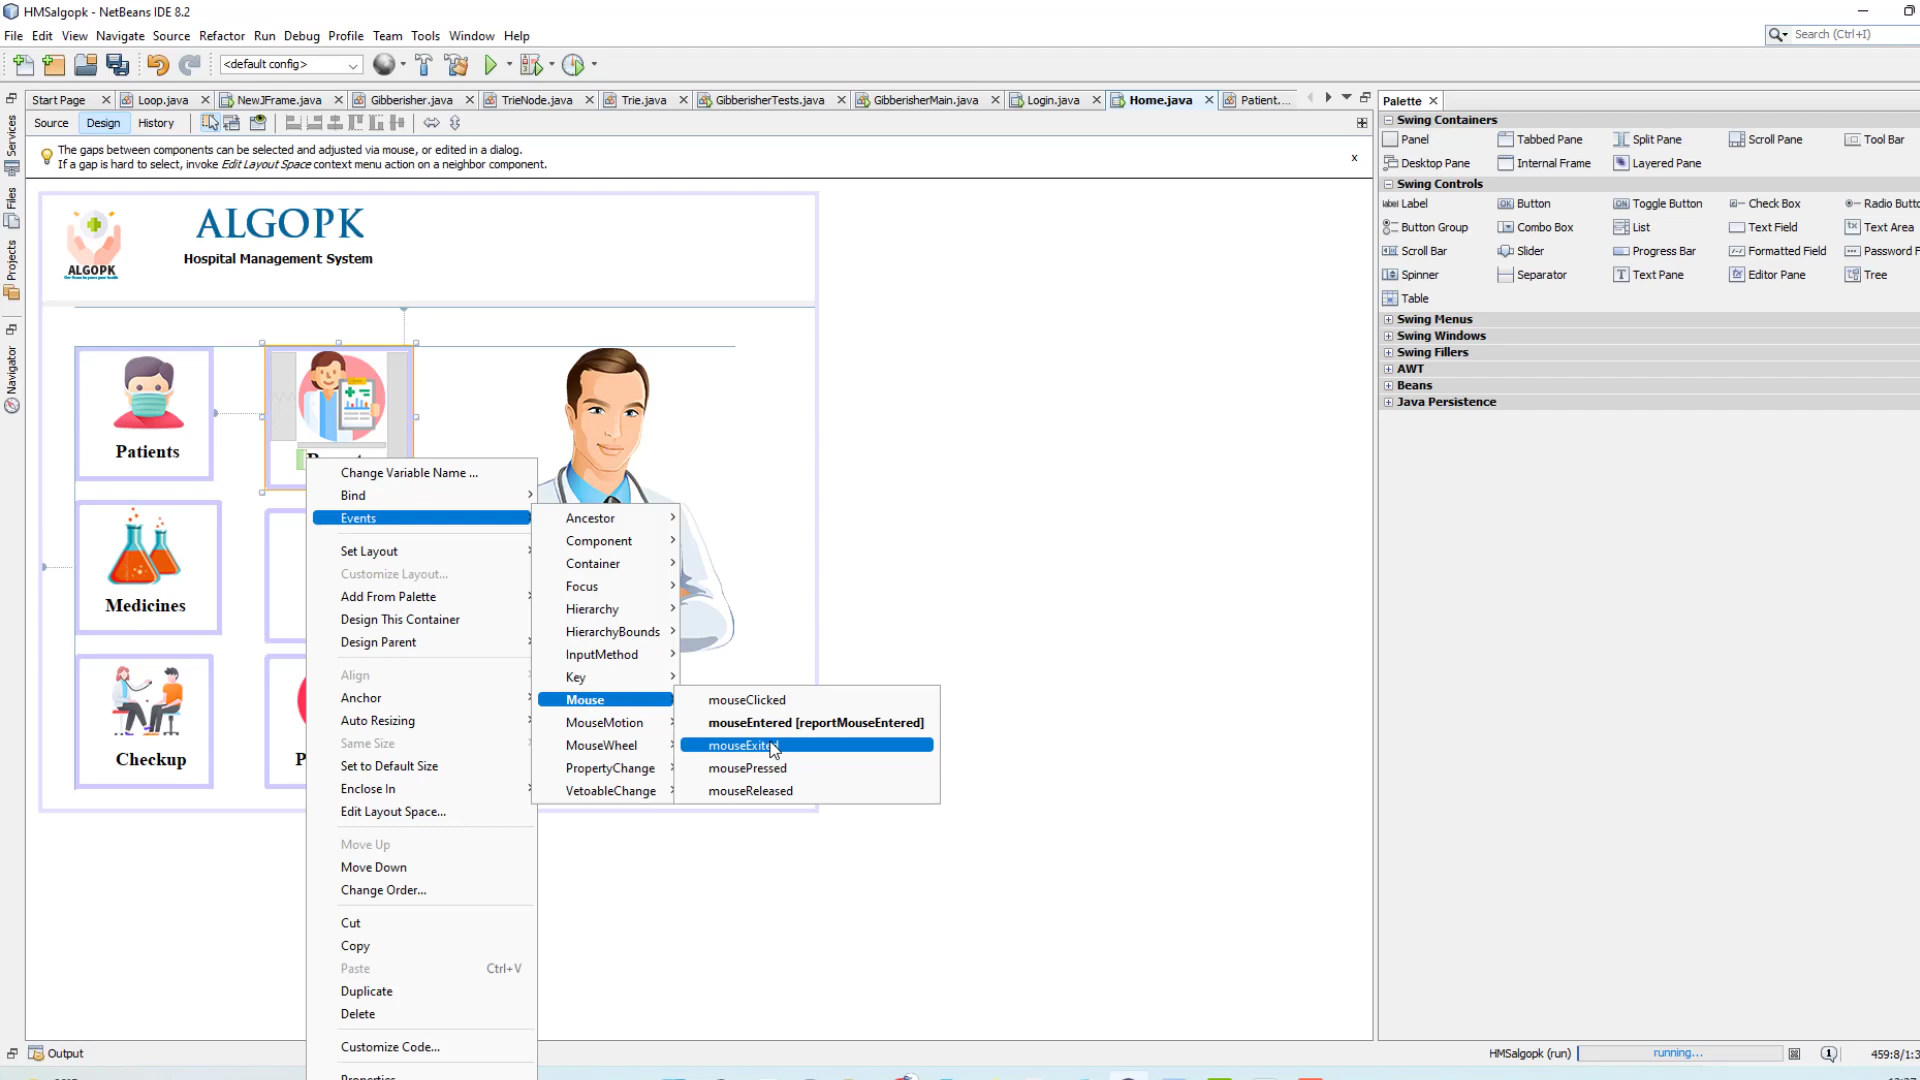 HMSalgopk - NetBeans IDE 8.2
File Edit View Navigate Source Refactor Run Debug Profile Team Tools Window Help
Search (Ctrl+I)
<default config>
Start Page Loop.java NewJFrame.java Gibberisher.java TrieNode.java Trie.java GibberisherTests.java GibberisherMain.java Login.java Home.java Patient....
Source Design History
The gaps between components can be selected and adjusted via mouse, or edited in a dialog.
If a gap is hard to select, invoke Edit Layout Space context menu action on a neighbor component.
Services
Files
Projects
Navigator
ALGOPK
Hospital Management System
ALGOPK
Patients
Medicines
Checkup
P
Change Variable Name ...
Bind
Events
Set Layout
Customize Layout...
Add From Palette
Design This Container
Design Parent
Align
Anchor
Auto Resizing
Same Size
Set to Default Size
Enclose In
Edit Layout Space...
Move Up
Move Down
Change Order...
Cut
Copy
Paste Ctrl+V
Duplicate
Delete
Customize Code...
Ancestor
Component
Container
Focus
Hierarchy
HierarchyBounds
InputMethod
Key
Mouse
MouseMotion
MouseWheel
PropertyChange
VetoableChange
mouseClicked
mouseEntered [reportMouseEntered]
mouseExited
mousePressed
mouseReleased
Palette
Swing Containers
Panel Tabbed Pane Split Pane Scroll Pane Tool Bar
Desktop Pane Internal Frame Layered Pane
Swing Controls
label Label OK Button ON Toggle Button Check Box Radio Butto
Button Group Combo Box List Text Field Text Area
Scroll Bar Slider Progress Bar Formatted Field Password F
Spinner Separator Text Pane Editor Pane Tree
Table
Swing Menus
Swing Windows
Swing Fillers
AWT
Beans
Java Persistence
Output
HMSalgopk (run) running... 459:8/1:3